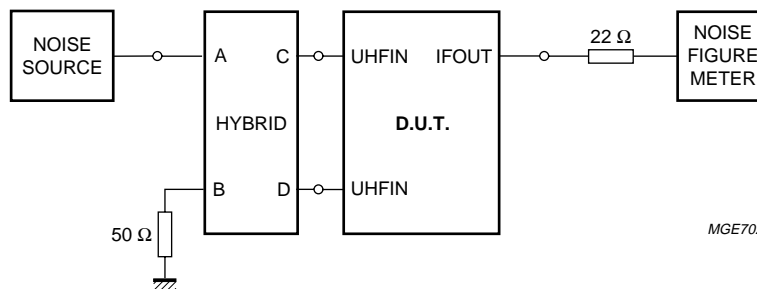 NOISE
SOURCE
A
C
UHFIN
IFOUT
22 Ω
NOISE
FIGURE
METER
HYBRID
D.U.T.
B
D
UHFIN
50 Ω